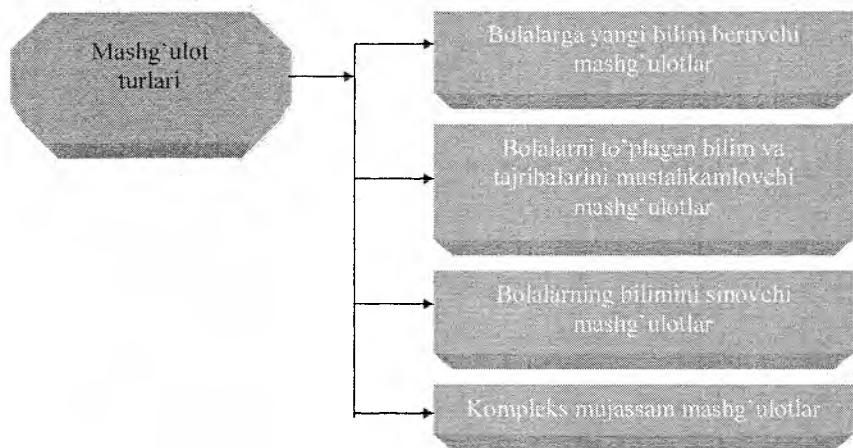 Mashg'ulot
turlari
Bolalarga yangi bilim beruvchi
mashg'ulotlar
Bolalarni to'plagan bilim va
tajribalarini mustahkamlovchi
mashg'ulotlar
Bolalarning bilimini sinovchi
mashg'ulotlar
Kompleks mujassam mashg'ulotlar